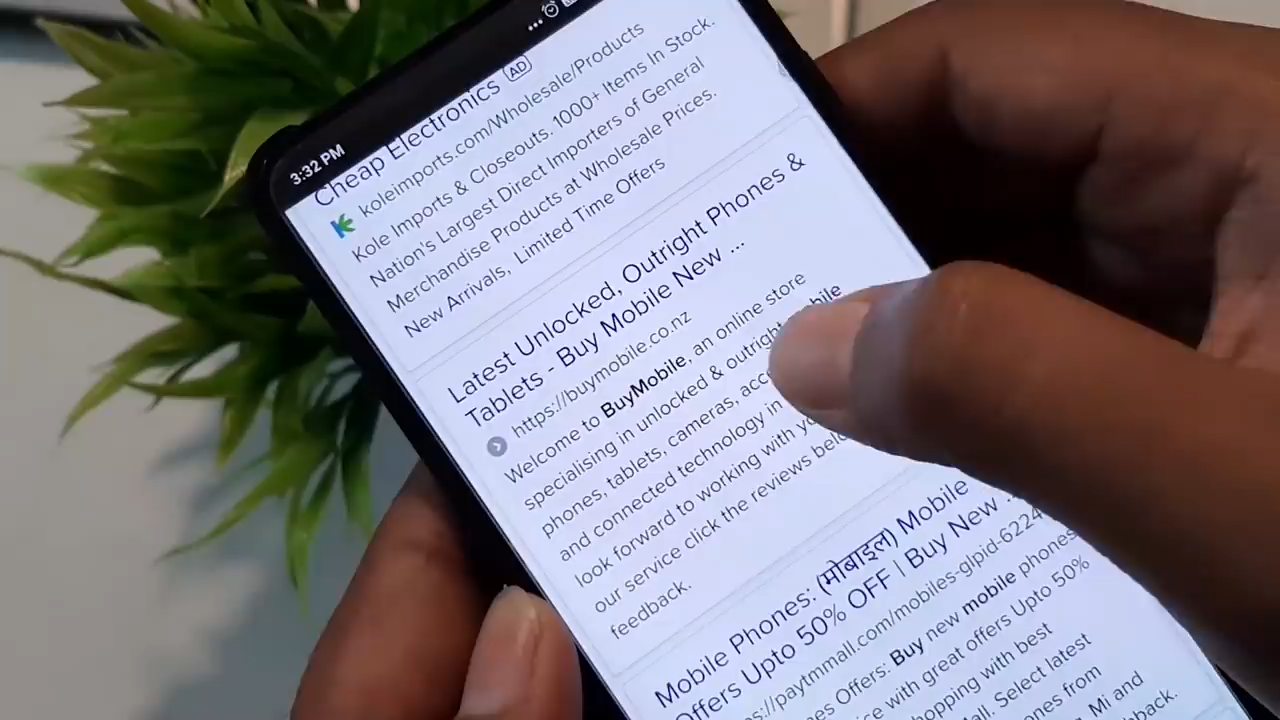 3:32 PM
Cheap Electronics AD
koleimports.com/Wholesale/Products
Kole Imports & Closeouts. 1000+ Items In Stock.
Nation's Largest Direct Importers of General
Merchandise Products at Wholesale Prices.
New Arrivals, Limited Time Offers
Latest Unlocked, Outright Phones &
Tablets - Buy Mobile New ...
https://buymobile.co.nz
Welcome to BuyMobile, an online store
specialising in unlocked & outright
phones, tablets, cameras,
and connected technology in
look forward to working with
our service click the reviews
feedback.
Mobile Phones: (मोबाइल) Mobile
Offers Upto 50% OFF | Buy New ...
paytmmall.com/mobiles-glpid-6224
Offers: Buy new mobile phones
with great offers Upto 50%
shopping with best
Select latest
from
Mi and